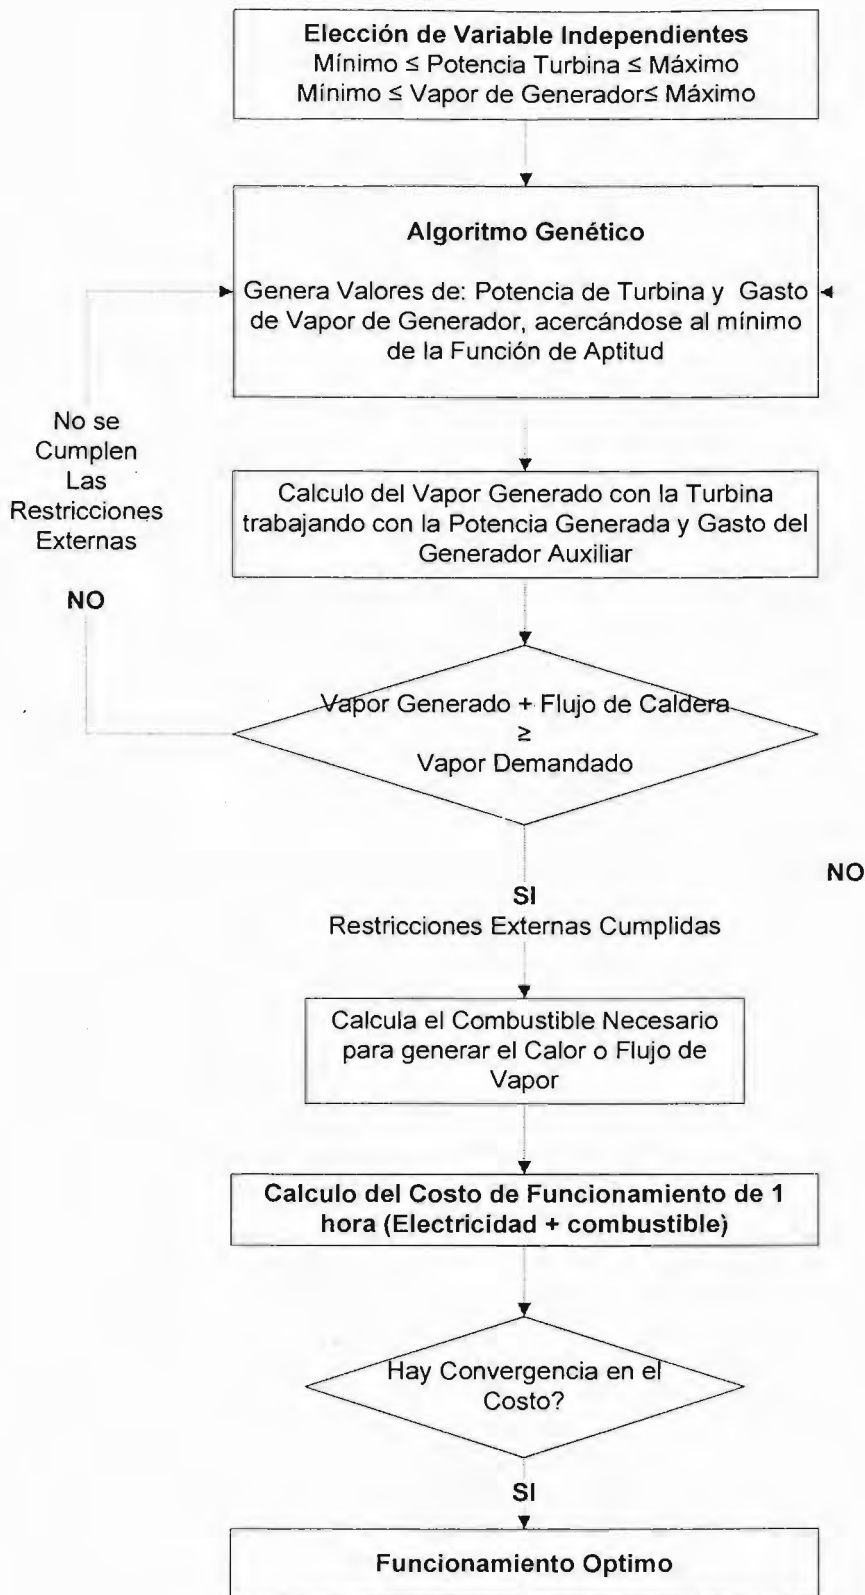 Elección de Variable Independientes
Mínimo ≤ Potencia Turbina ≤ Máximo
Mínimo ≤ Vapor de Generador≤ Máximo
Algoritmo Genético
Genera Valores de: Potencia de Turbina y Gasto
de Vapor de Generador, acercándose al mínimo
de la Función de Aptitud
No se
Cumplen
Las
Restricciones
Externas
NO
Calculo del Vapor Generado con la Turbina
trabajando con la Potencia Generada y Gasto del
Generador Auxiliar
Vapor Generado + Flujo de Caldera
≥
Vapor Demandado
NO
SI
Restricciones Externas Cumplidas
Calcula el Combustible Necesario
para generar el Calor o Flujo de
Vapor
Calculo del Costo de Funcionamiento de 1
hora (Electricidad + combustible)
Hay Convergencia en el
Costo?
SI
Funcionamiento Optimo